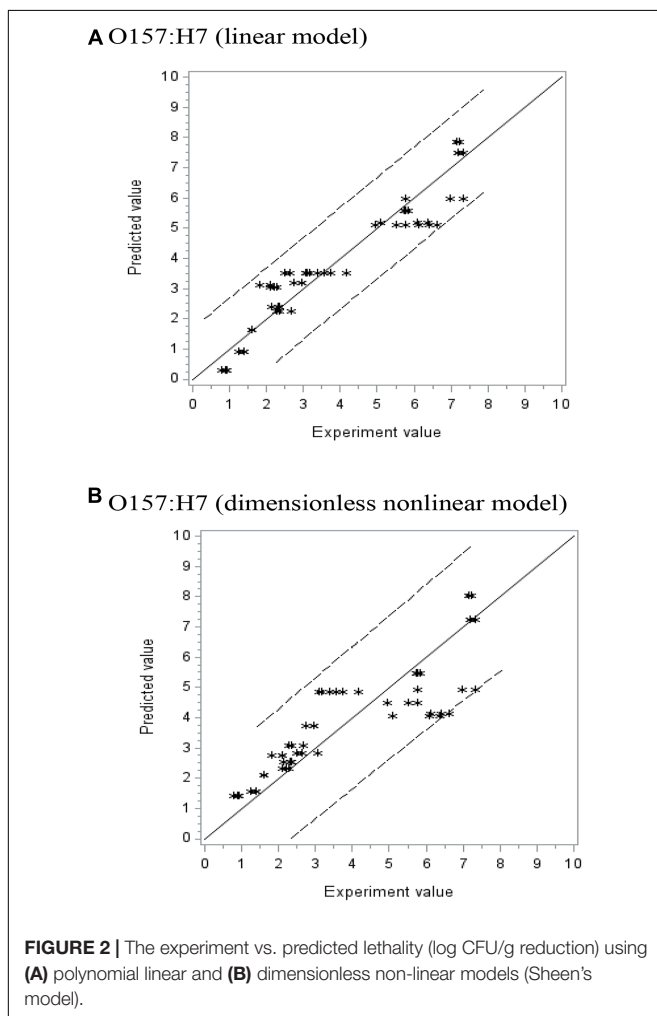 A O157:H7 (linear model)
10
9
8
7
6
5
4
3
2
1
0
Predicted value
0 1 2 3 4 5 6 7 8 9 10
Experiment value
B O157:H7 (dimensionless nonlinear model)
10
9
8
7
6
5
4
3
2
1
0
Predicted value
0 1 2 3 4 5 6 7 8 9 10
Experiment value
FIGURE 2 | The experiment vs. predicted lethality (log CFU/g reduction) using
(A) polynomial linear and (B) dimensionless non-linear models (Sheen's
model).